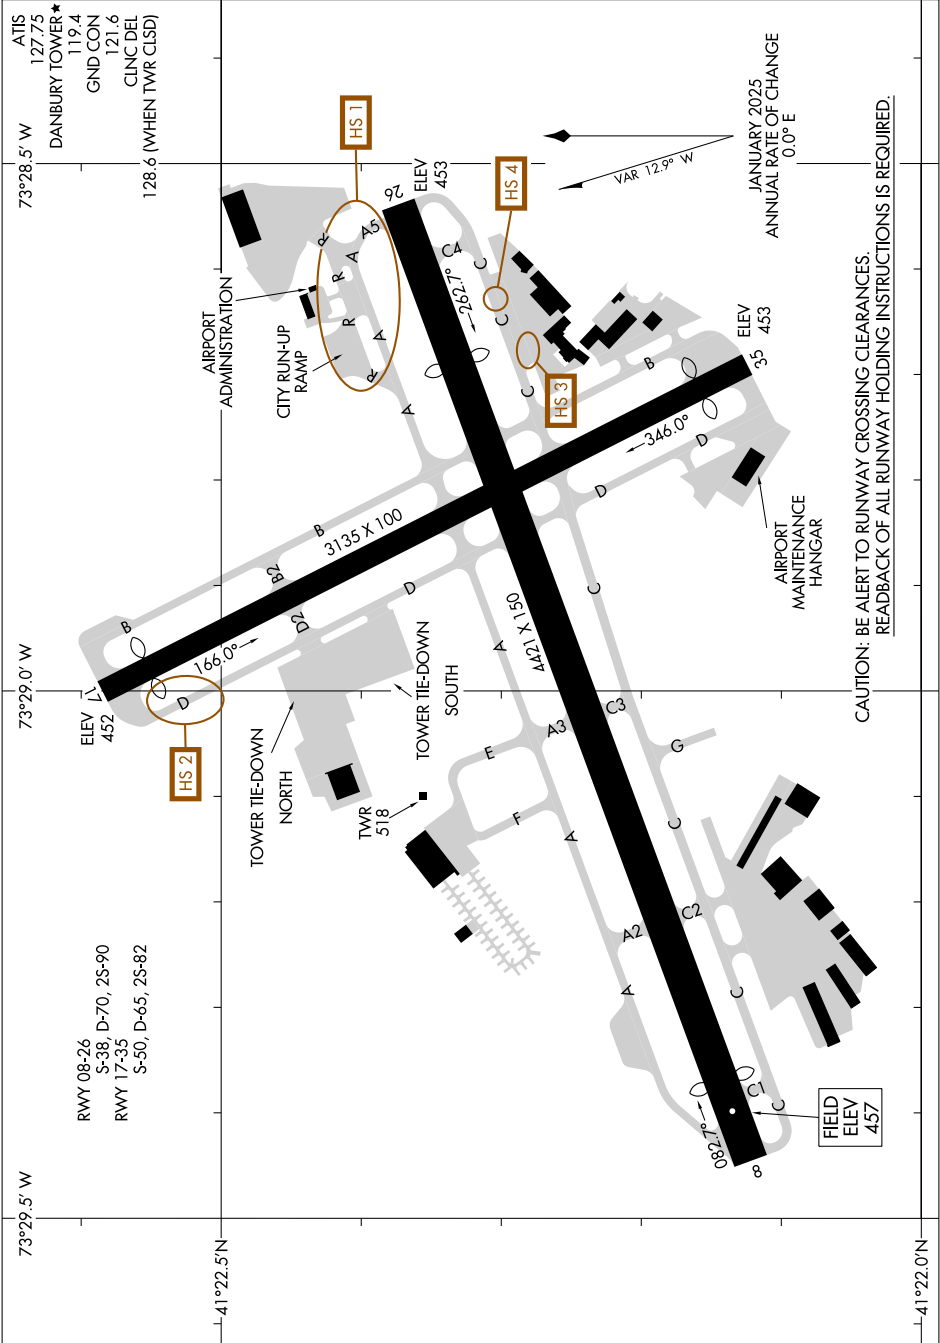 ATIS
127.75
DANBURY TOWER★
119.4
GND CON
121.6
CLNC DEL
128.6 (WHEN TWR CLSD)
73°28.5' W
73°29.0' W
73°29.5' W
41°22.5'N
41°22.0'N
RWY 08-26
S-38, D-70, 2S-90
RWY 17-35
S-50, D-65, 2S-82
HS 1
HS 2
HS 3
HS 4
AIRPORT
ADMINISTRATION
CITY RUN-UP
RAMP
R
R
R
R
A
A
A
A5
26
ELEV
453
262.7°
C4
C
C
C
VAR 12.9° W
JANUARY 2025
ANNUAL RATE OF CHANGE
0.0° E
ELEV
453
35
346.0°
B
D
D
AIRPORT
MAINTENANCE
HANGAR
3135 X 100
B
B2
B
D
D2
D
166.0°
17
ELEV
452
TOWER TIE-DOWN
NORTH
TOWER TIE-DOWN
SOUTH
TWR
518
4421 X 150
A
A3
E
F
A
A2
A
C
C3
G
C
C2
C
C1
C
082.7°
8
FIELD
ELEV
457
CAUTION: BE ALERT TO RUNWAY CROSSING CLEARANCES.
READBACK OF ALL RUNWAY HOLDING INSTRUCTIONS IS REQUIRED.